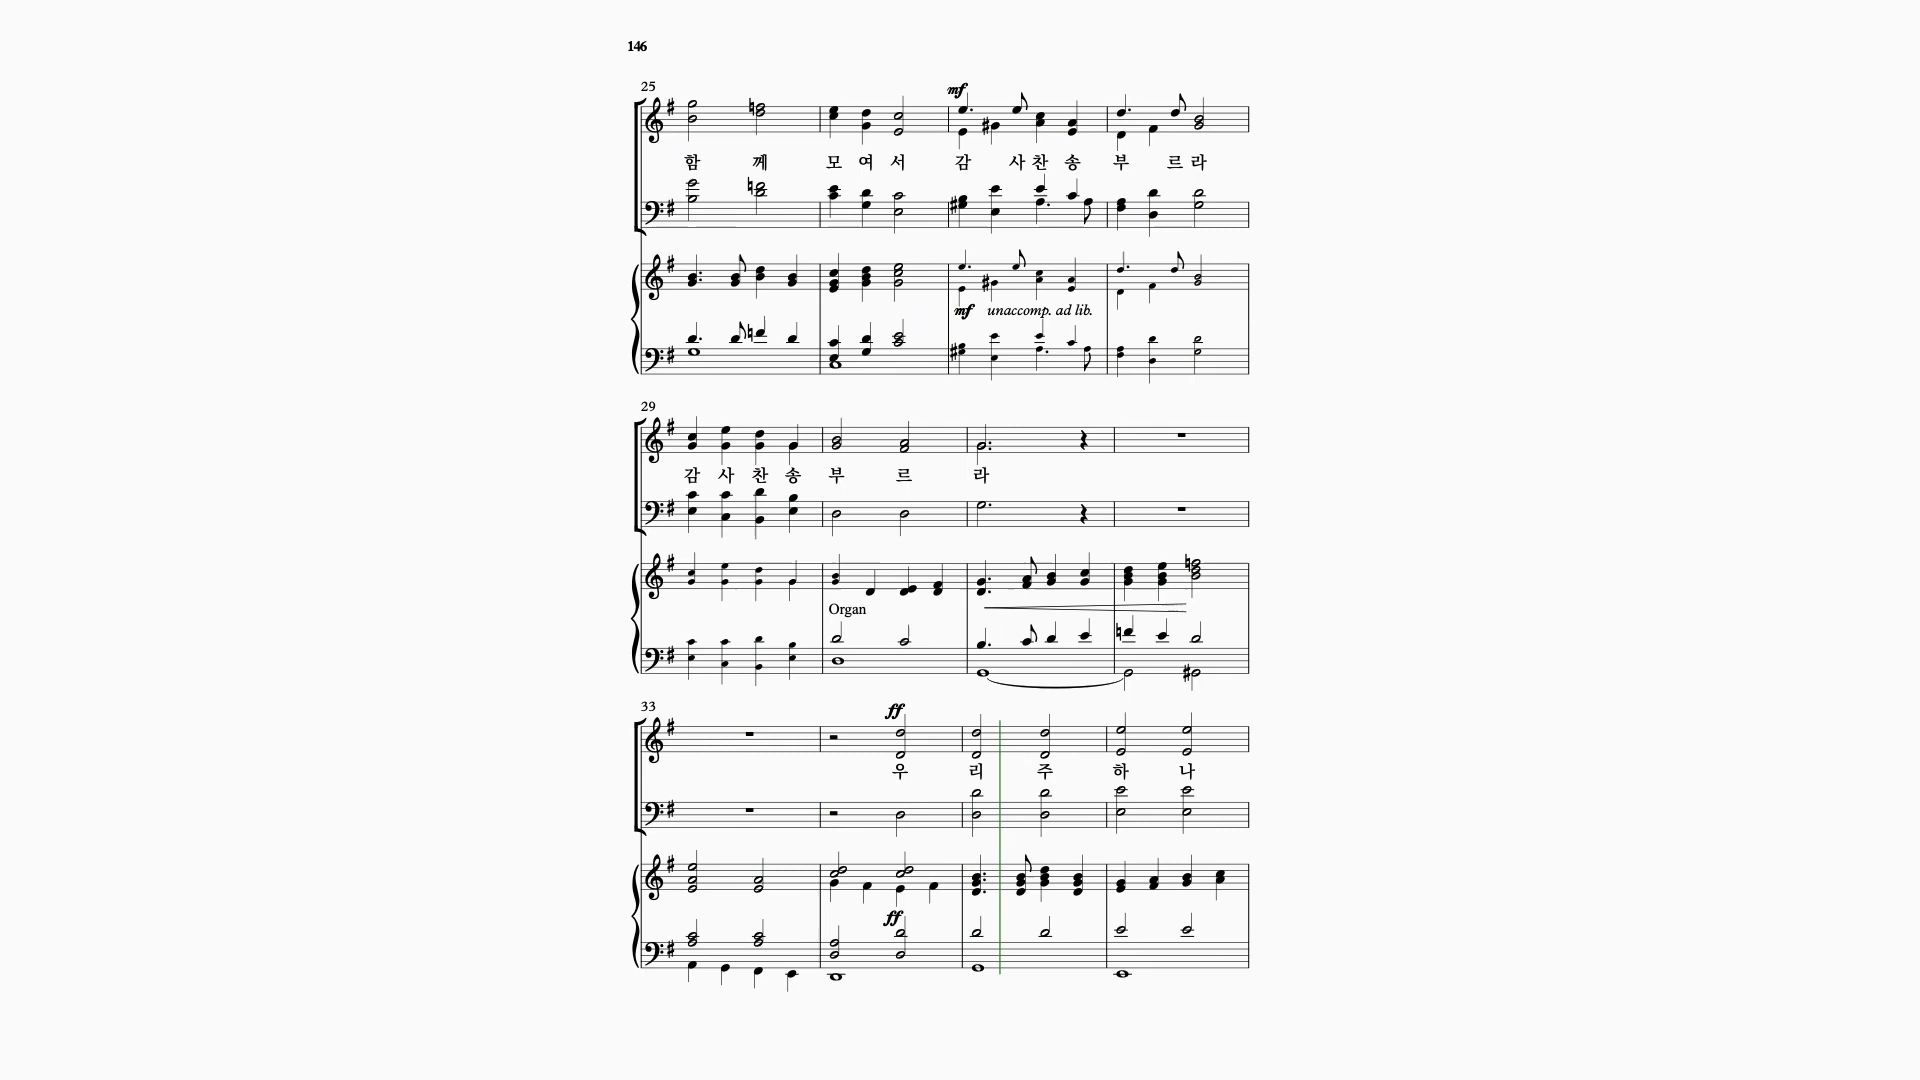 146
25
mf
함 께 모 여 서 감 사 찬 송 부 르 라
mf unaccomp. ad lib.
29
감 사 찬 송 부 르 라
Organ
33
ff
우 리 주 하 나
ff